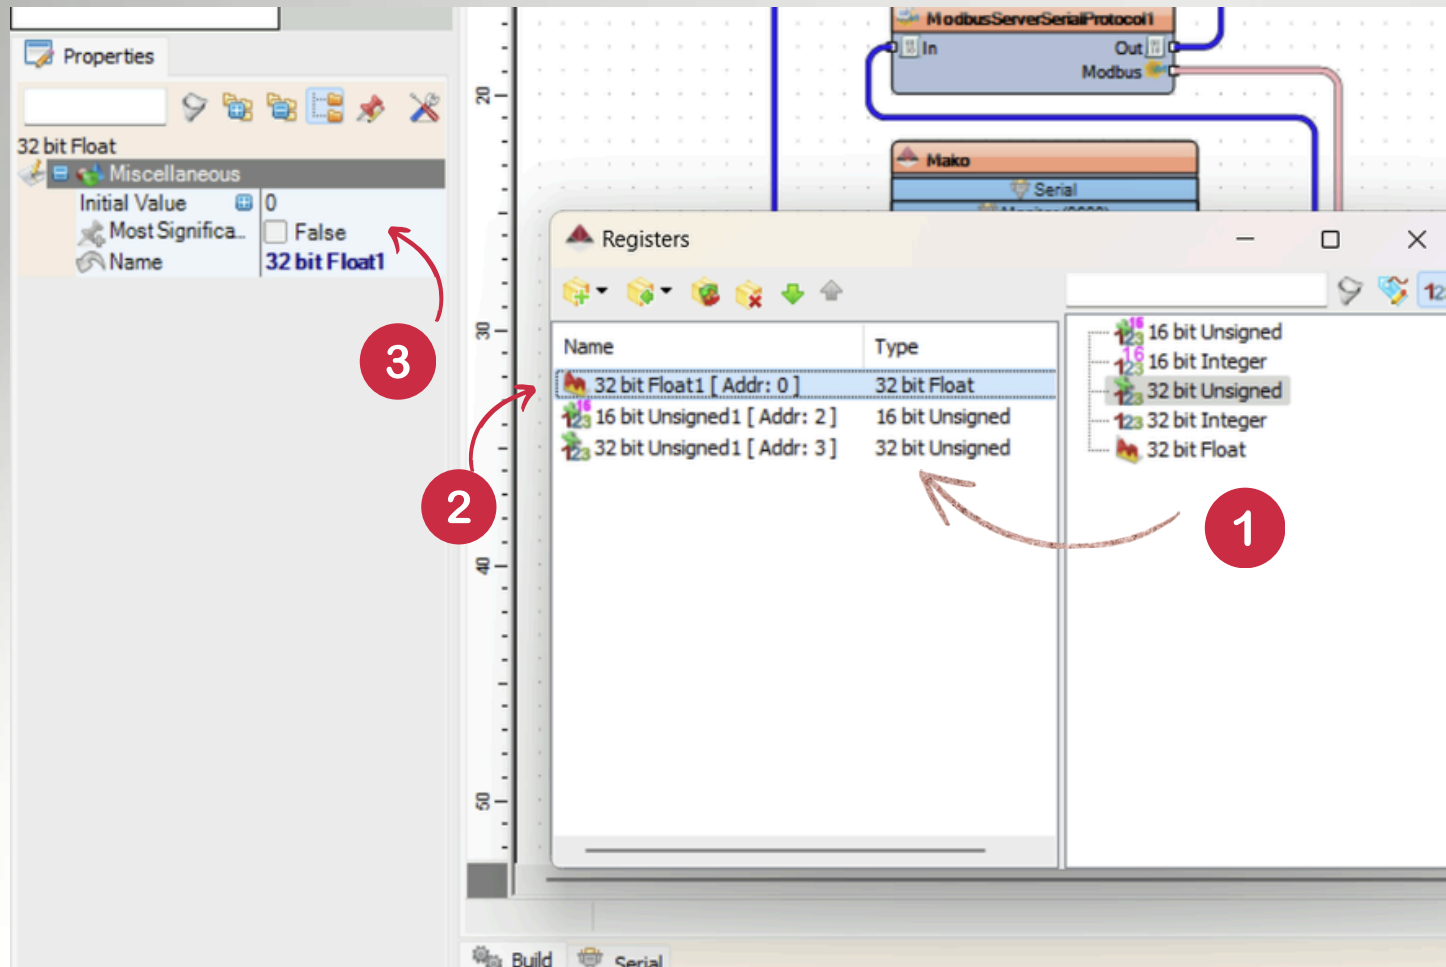 Properties
32 bit Float
Miscellaneous
Initial Value 0
Most Significa... False
Name 32 bit Float1
3
2
1
20
30
40
50
ModbusServerSerialProtocol1
In Out
Modbus
Mako
Serial
Registers
Name Type
32 bit Float1 [ Addr: 0 ] 32 bit Float
16 bit Unsigned1 [ Addr: 2 ] 16 bit Unsigned
32 bit Unsigned1 [ Addr: 3 ] 32 bit Unsigned
16 bit Unsigned
16 bit Integer
32 bit Unsigned
32 bit Integer
32 bit Float
Build Serial